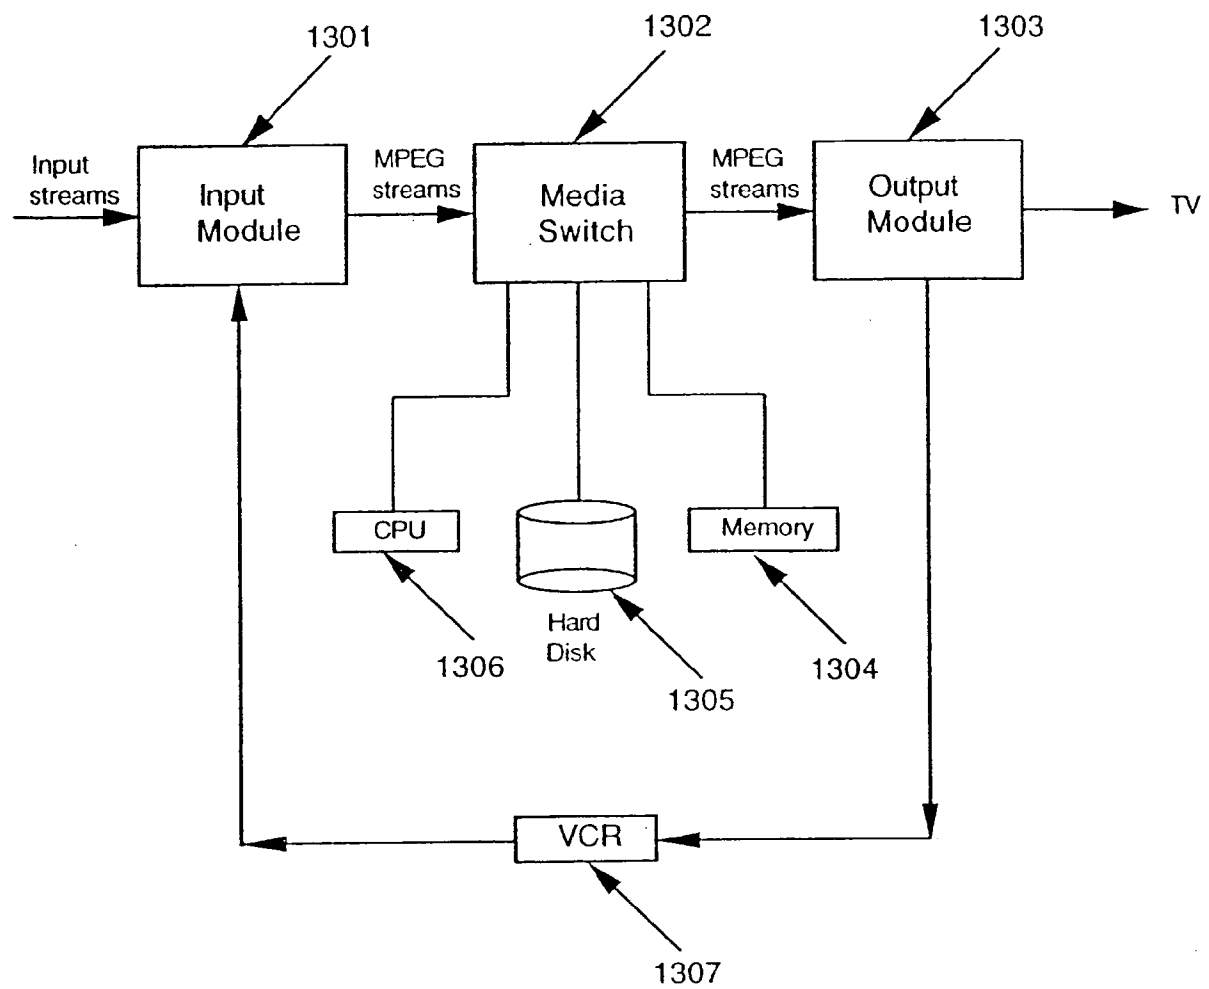 1301
1302
1303
Input
streams
Input
Module
MPEG
streams
Media
Switch
MPEG
streams
Output
Module
TV
CPU
Memory
Hard
Disk
1306
1305
1304
VCR
1307